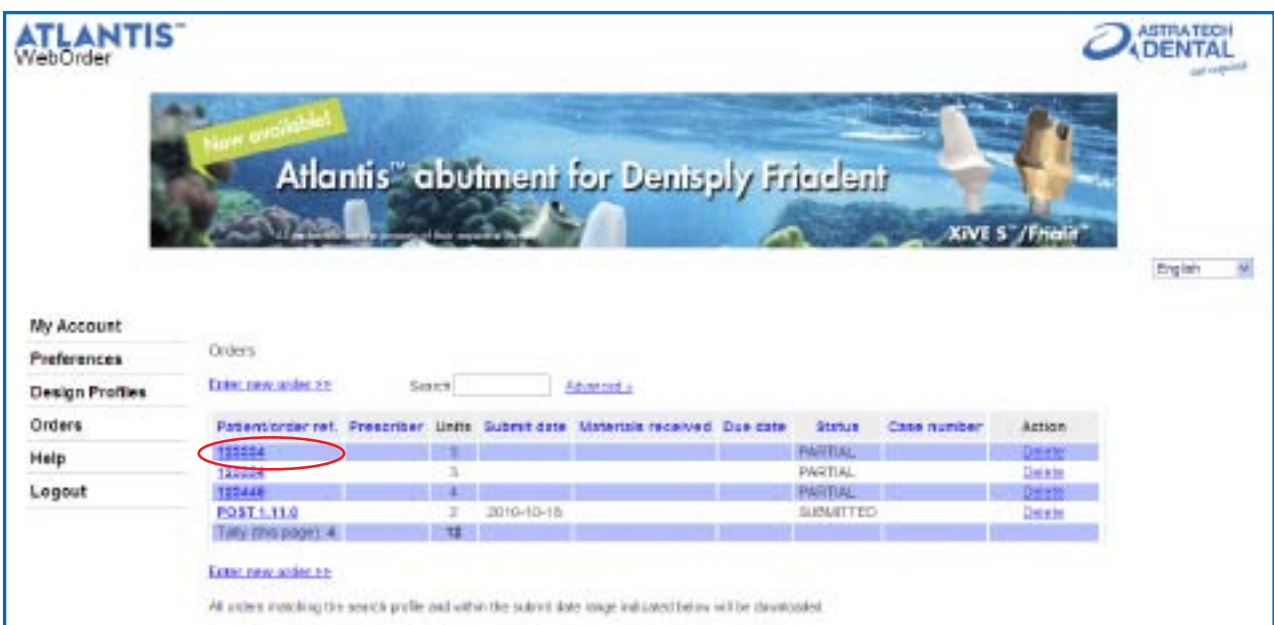 ATLANTIS™
WebOrder
ASTRA TECH
DENTAL
Now available!
Atlantis™ abutment for Dentsply Friadent
XiVE S™/Frialit™
English
My Account
Preferences
Design Profiles
Orders
Help
Logout
Orders
Enter new order >>
Search
Advanced
Patient/order ref. Prescriber Units Submit date Materials received Due date Status Case number Action
PARTIAL Delete
3 PARTIAL Delete
4 PARTIAL Delete
POST 1.11.0 2 2010-10-18 SUBMITTED Delete
Tally (this page): 4 12
Enter new order >>
All orders matching the search profile and within the submit date range indicated below will be downloaded.